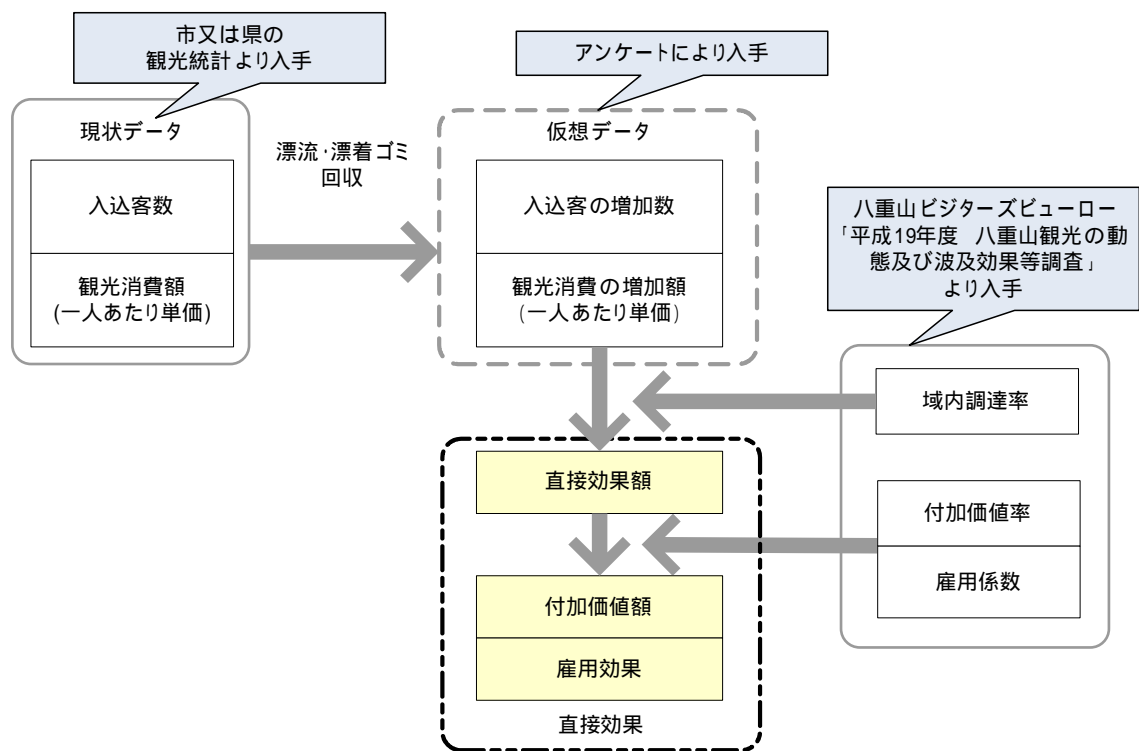 市又は県の
観光統計より入手
アンケートにより入手
現状データ
入込客数
観光消費額
(一人あたり単価)
漂流・漂着ゴミ
回収
仮想データ
入込客の増加数
観光消費の増加額
(一人あたり単価)
八重山ビジターズビューロー
「平成19年度 八重山観光の動
態及び波及効果等調査」
より入手
域内調達率
直接効果額
付加価値率
雇用係数
付加価値額
雇用効果
直接効果